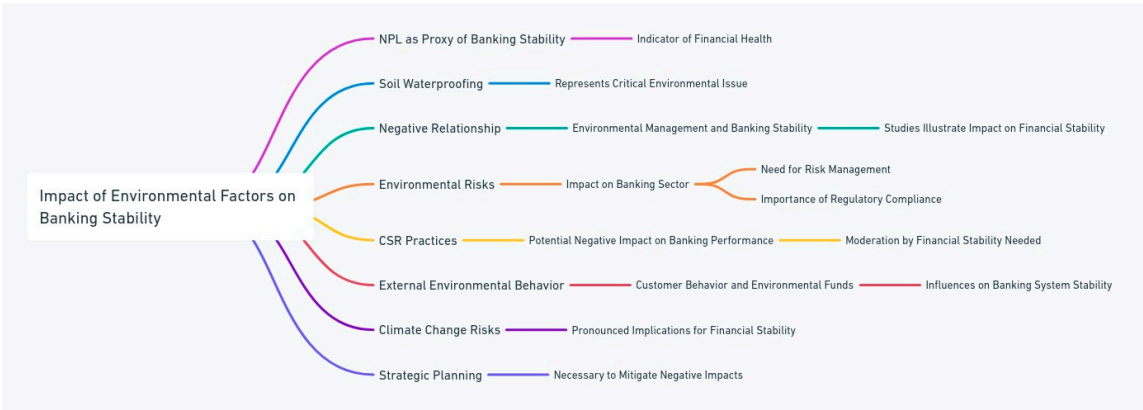 Impact of Environmental Factors on
Banking Stability
NPL as Proxy of Banking Stability
Indicator of Financial Health
Soil Waterproofing
Represents Critical Environmental Issue
Negative Relationship
Environmental Management and Banking Stability
Studies Illustrate Impact on Financial Stability
Environmental Risks
Impact on Banking Sector
Need for Risk Management
Importance of Regulatory Compliance
CSR Practices
Potential Negative Impact on Banking Performance
Moderation by Financial Stability Needed
External Environmental Behavior
Customer Behavior and Environmental Funds
Influences on Banking System Stability
Climate Change Risks
Pronounced Implications for Financial Stability
Strategic Planning
Necessary to Mitigate Negative Impacts